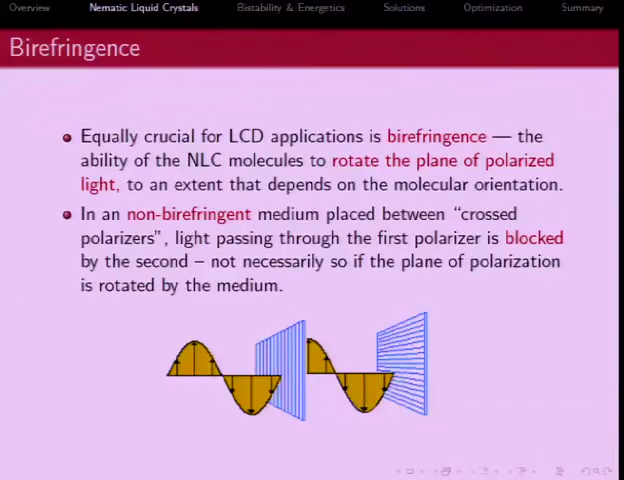 Overview Nematic Liquid Crystals Bistability & Energetics Solutions Optimization Summary
Birefringence
Equally crucial for LCD applications is birefringence — the
ability of the NLC molecules to rotate the plane of polarized
light, to an extent that depends on the molecular orientation.
In an non-birefringent medium placed between “crossed
polarizers”, light passing through the first polarizer is blocked
by the second – not necessarily so if the plane of polarization
is rotated by the medium.